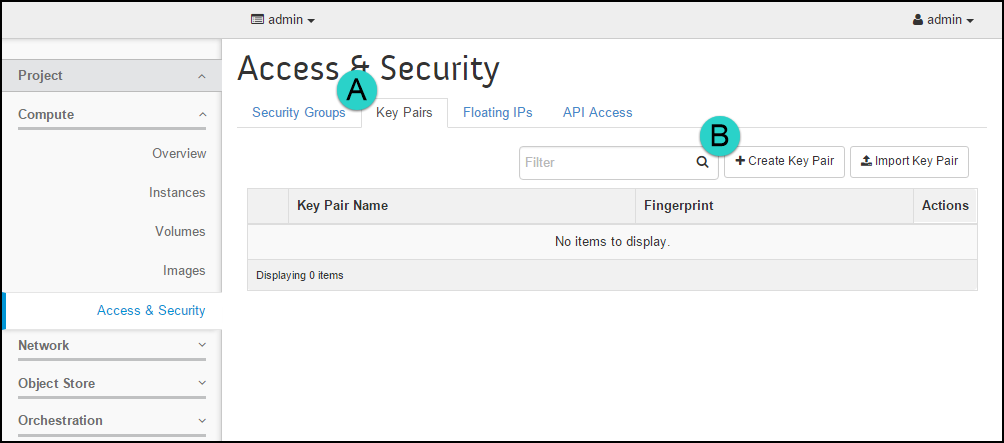 admin admin
Project
Compute
Overview
Instances
Volumes
Images
Access & Security
Network
Object Store
Orchestration
Access & Security
A
Security Groups Key Pairs Floating IPs API Access
B
Filter Create Key Pair Import Key Pair
Key Pair Name Fingerprint Actions
No items to display.
Displaying 0 items